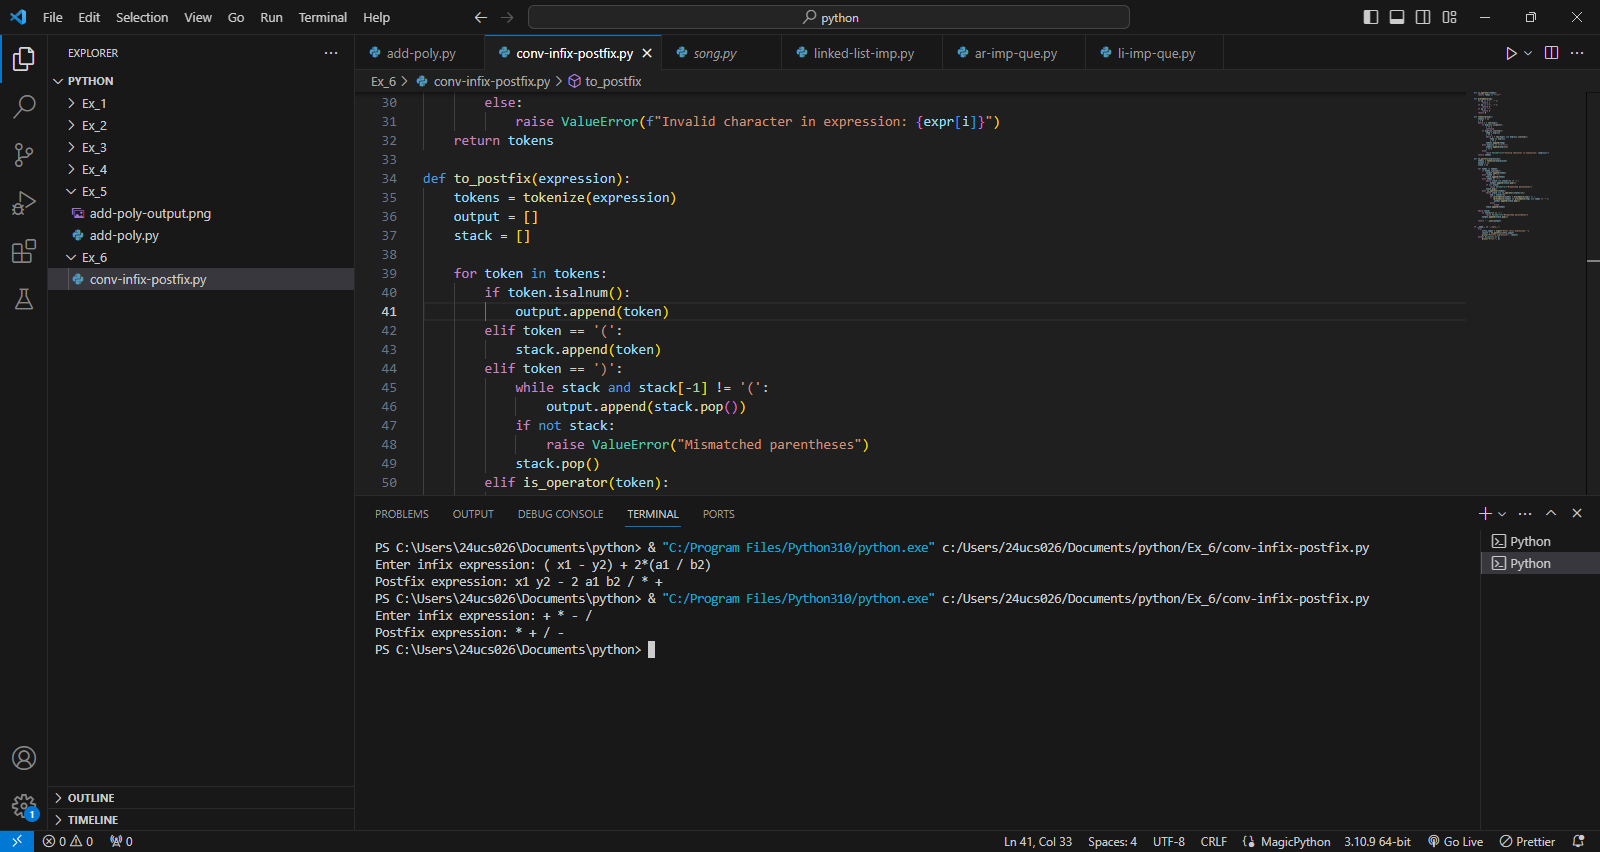 File Edit Selection View Go Run Terminal Help
python
EXPLORER
PYTHON
Ex_1
Ex_2
Ex_3
Ex_4
Ex_5
add-poly-output.png
add-poly.py
Ex_6
conv-infix-postfix.py
OUTLINE
TIMELINE
1
add-poly.py conv-infix-postfix.py song.py linked-list-imp.py ar-imp-que.py li-imp-que.py
Ex_6 > conv-infix-postfix.py > to_postfix
30 else:
31 raise ValueError(f"Invalid character in expression: {expr[i]}")
32 return tokens
33
34 def to_postfix(expression):
35 tokens = tokenize(expression)
36 output = []
37 stack = []
38
39 for token in tokens:
40 if token.isalnum():
41 output.append(token)
42 elif token == '(':
43 stack.append(token)
44 elif token == ')':
45 while stack and stack[-1] != '(':
46 output.append(stack.pop())
47 if not stack:
48 raise ValueError("Mismatched parentheses")
49 stack.pop()
50 elif is_operator(token):
PROBLEMS OUTPUT DEBUG CONSOLE TERMINAL PORTS
PS C:\Users\24ucs026\Documents\python> & "C:/Program Files/Python310/python.exe" c:/Users/24ucs026/Documents/python/Ex_6/conv-infix-postfix.py
Enter infix expression: ( x1 - y2) + 2*(a1 / b2)
Postfix expression: x1 y2 - 2 a1 b2 / * +
PS C:\Users\24ucs026\Documents\python> & "C:/Program Files/Python310/python.exe" c:/Users/24ucs026/Documents/python/Ex_6/conv-infix-postfix.py
Enter infix expression: + * - /
Postfix expression: * + / -
PS C:\Users\24ucs026\Documents\python>
Python
Python
0 0 0 Ln 41, Col 33 Spaces: 4 UTF-8 CRLF MagicPython 3.10.9 64-bit Go Live Prettier